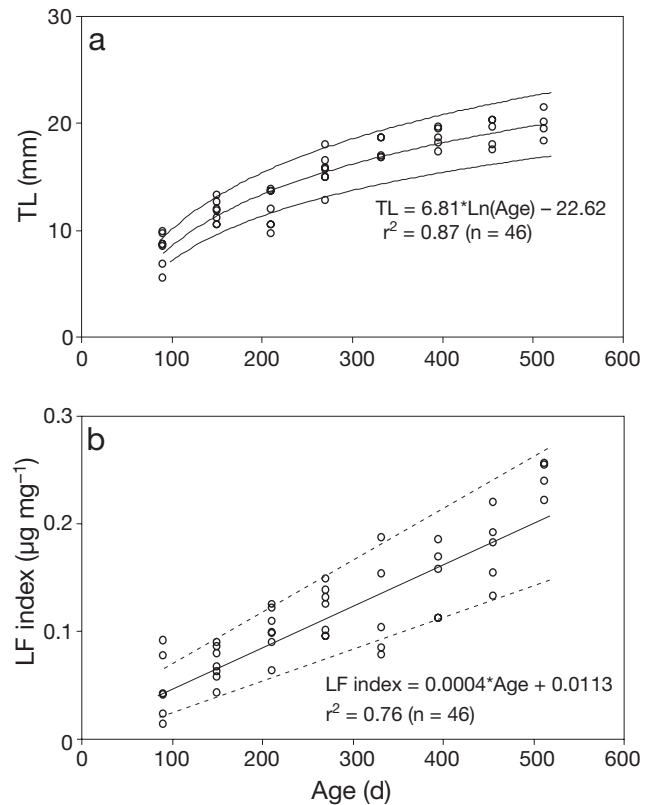 30
a
20
TL (mm)
10
TL = 6.81*Ln(Age) – 22.62
r² = 0.87 (n = 46)
0
0 100 200 300 400 500 600
0.3
b
0.2
LF index (µg mg⁻¹)
0.1
LF index = 0.0004*Age + 0.0113
r² = 0.76 (n = 46)
0
0 100 200 300 400 500 600
Age (d)